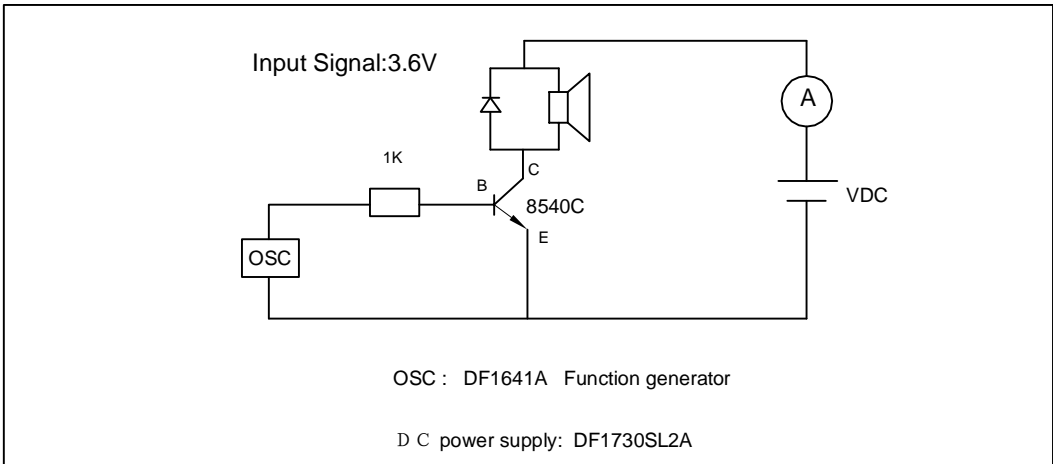 Input Signal:3.6V
A
1K
C
B
8540C
VDC
E
OSC
OSC : DF1641A Function generator
ＤＣ power supply: DF1730SL2A